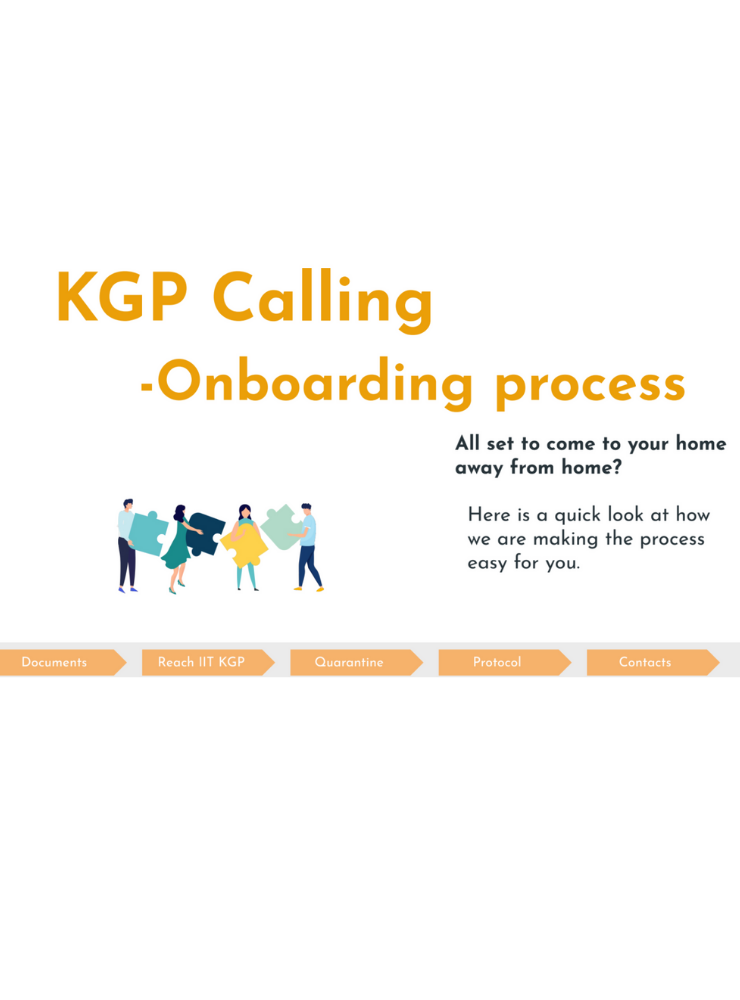 KGP Calling
-Onboarding process
All set to come to your home
away from home?
Here is a quick look at how
we are making the process
easy for you.
Documents
Reach IIT KGP
Quarantine
Protocol
Contacts